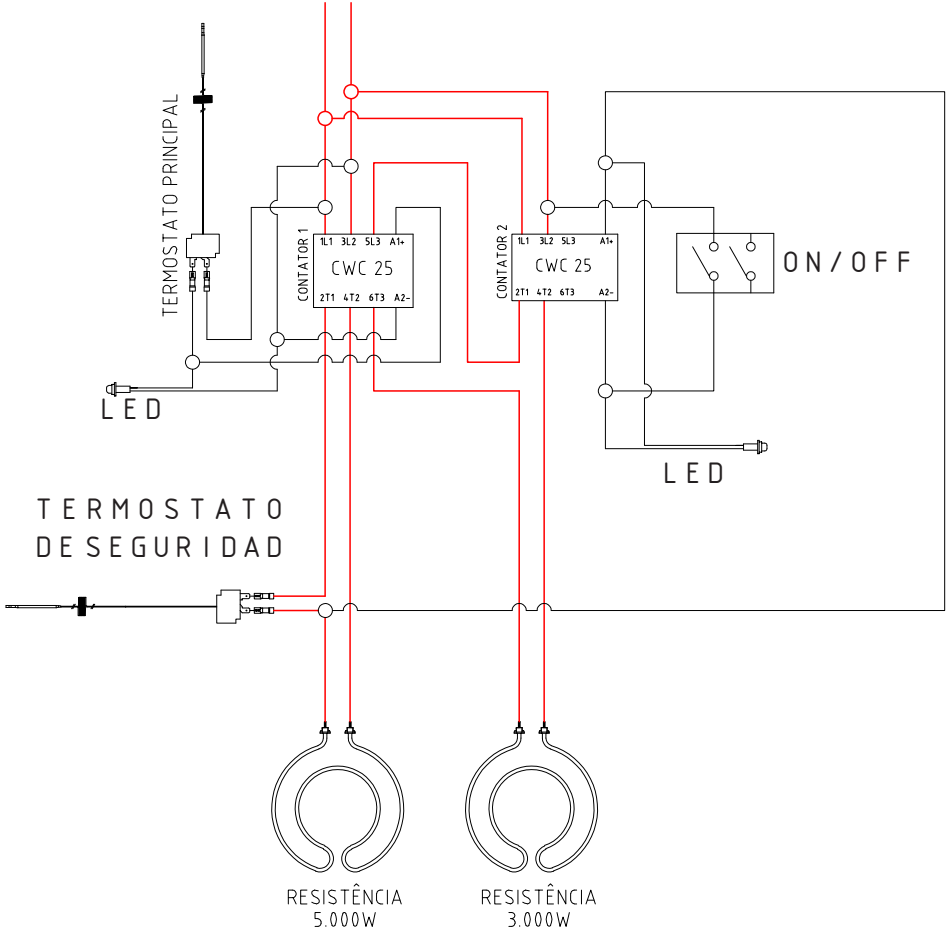 TERMOSTATO PRINCIPAL
CONTATOR 1
1L1 3L2 5L3 A1+
CWC 25
2T1 4T2 6T3 A2-
CONTATOR 2
1L1 3L2 5L3 A1+
CWC 25
2T1 4T2 6T3 A2-
ON/OFF
LED
LED
TERMOSTATO
DE SEGURIDAD
RESISTÊNCIA
5.000W
RESISTÊNCIA
3.000W